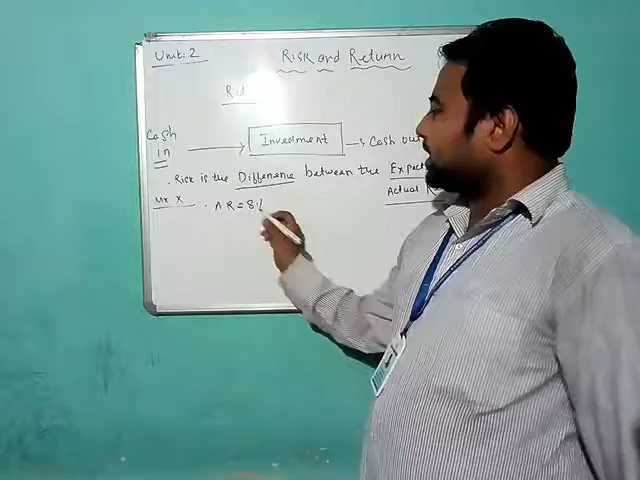 Unit: 2
Risk and Return
Cash
in
Investment
Cash out
. Risk is the Difference between the Expec
Actual R
Mr X . AR = 8%